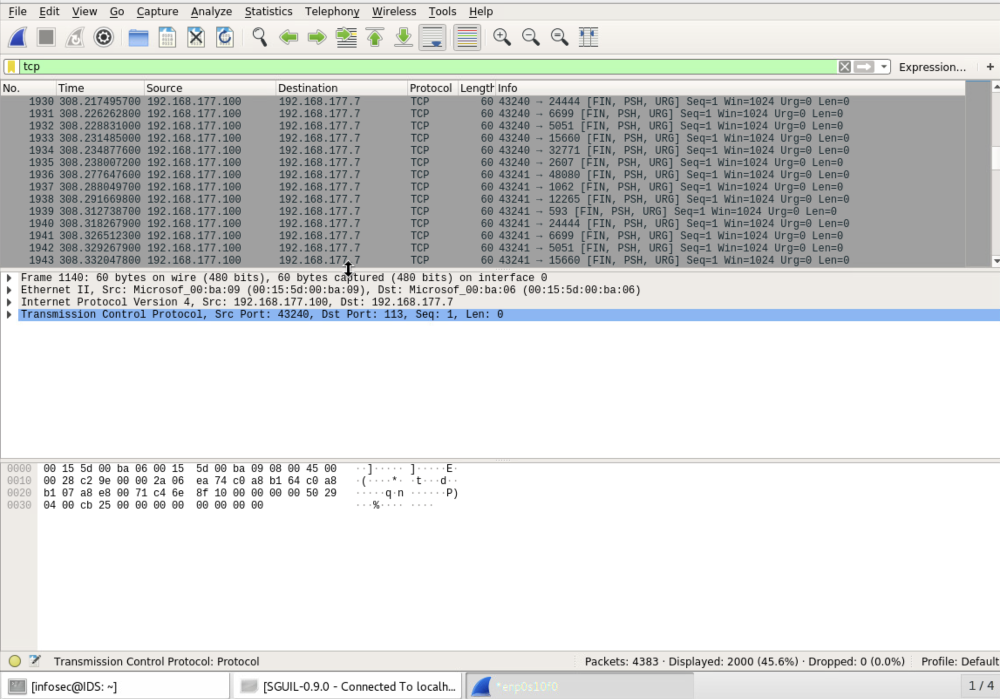 File Edit View Go Capture Analyze Statistics Telephony Wireless Tools Help
tcp Expression... +
No. Time Source Destination Protocol Length Info
1930 308.217495700 192.168.177.100 192.168.177.7 TCP 60 43240 → 24444 [FIN, PSH, URG] Seq=1 Win=1024 Urg=0 Len=0
1931 308.226262800 192.168.177.100 192.168.177.7 TCP 60 43240 → 6699 [FIN, PSH, URG] Seq=1 Win=1024 Urg=0 Len=0
1932 308.228831000 192.168.177.100 192.168.177.7 TCP 60 43240 → 5051 [FIN, PSH, URG] Seq=1 Win=1024 Urg=0 Len=0
1933 308.231485000 192.168.177.100 192.168.177.7 TCP 60 43240 → 15660 [FIN, PSH, URG] Seq=1 Win=1024 Urg=0 Len=0
1934 308.234877600 192.168.177.100 192.168.177.7 TCP 60 43240 → 32771 [FIN, PSH, URG] Seq=1 Win=1024 Urg=0 Len=0
1935 308.238007200 192.168.177.100 192.168.177.7 TCP 60 43240 → 2607 [FIN, PSH, URG] Seq=1 Win=1024 Urg=0 Len=0
1936 308.277647600 192.168.177.100 192.168.177.7 TCP 60 43241 → 48080 [FIN, PSH, URG] Seq=1 Win=1024 Urg=0 Len=0
1937 308.288049700 192.168.177.100 192.168.177.7 TCP 60 43241 → 1062 [FIN, PSH, URG] Seq=1 Win=1024 Urg=0 Len=0
1938 308.291669800 192.168.177.100 192.168.177.7 TCP 60 43241 → 12265 [FIN, PSH, URG] Seq=1 Win=1024 Urg=0 Len=0
1939 308.312738700 192.168.177.100 192.168.177.7 TCP 60 43241 → 593 [FIN, PSH, URG] Seq=1 Win=1024 Urg=0 Len=0
1940 308.318267900 192.168.177.100 192.168.177.7 TCP 60 43241 → 24444 [FIN, PSH, URG] Seq=1 Win=1024 Urg=0 Len=0
1941 308.326512300 192.168.177.100 192.168.177.7 TCP 60 43241 → 6699 [FIN, PSH, URG] Seq=1 Win=1024 Urg=0 Len=0
1942 308.329267900 192.168.177.100 192.168.177.7 TCP 60 43241 → 5051 [FIN, PSH, URG] Seq=1 Win=1024 Urg=0 Len=0
1943 308.332047800 192.168.177.100 192.168.177.7 TCP 60 43241 → 15660 [FIN, PSH, URG] Seq=1 Win=1024 Urg=0 Len=0
Frame 1140: 60 bytes on wire (480 bits), 60 bytes captured (480 bits) on interface 0
Ethernet II, Src: Microsof_00:ba:09 (00:15:5d:00:ba:09), Dst: Microsof_00:ba:06 (00:15:5d:00:ba:06)
Internet Protocol Version 4, Src: 192.168.177.100, Dst: 192.168.177.7
Transmission Control Protocol, Src Port: 43240, Dst Port: 113, Seq: 1, Len: 0
0000 00 15 5d 00 ba 06 00 15 5d 00 ba 09 08 00 45 00 ··]····· ]·····E·
0010 00 28 c2 9e 00 00 2a 06 ea 74 c0 a8 b1 64 c0 a8 ·(····*· ·t···d··
0020 b1 07 a8 e8 00 71 c4 6e 8f 10 00 00 00 00 50 29 ·····q·n ······P)
0030 04 00 cb 25 00 00 00 00 00 00 00 00 ···%···· ····
Transmission Control Protocol: Protocol Packets: 4383 · Displayed: 2000 (45.6%) · Dropped: 0 (0.0%) Profile: Default
[infosec@IDS: ~] [SGUIL-0.9.0 - Connected To localh... *enp0s10f0 1 / 4